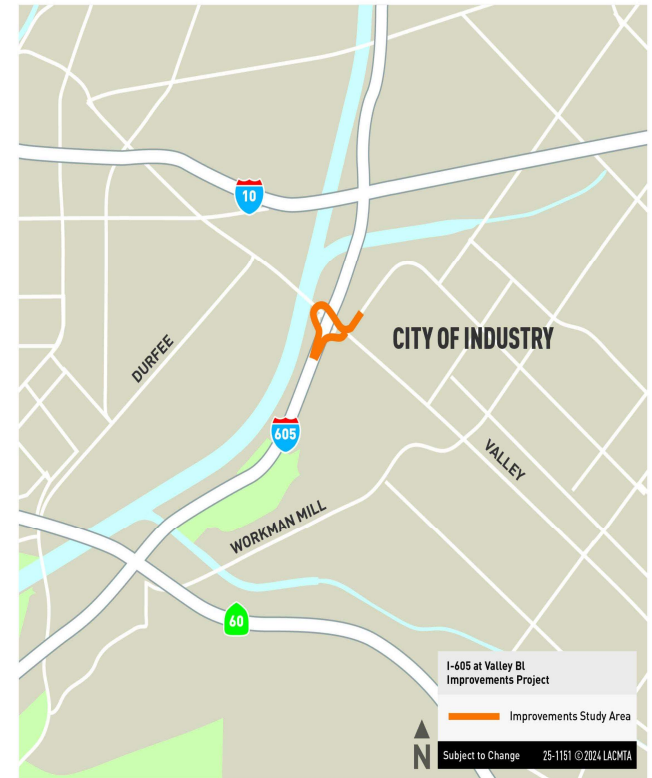 10
DURFEE
CITY OF INDUSTRY
605
VALLEY
WORKMAN MILL
60
I-605 at Valley Bl
Improvements Project
Improvements Study Area
N
Subject to Change 25-1151 ©2024 LACMTA